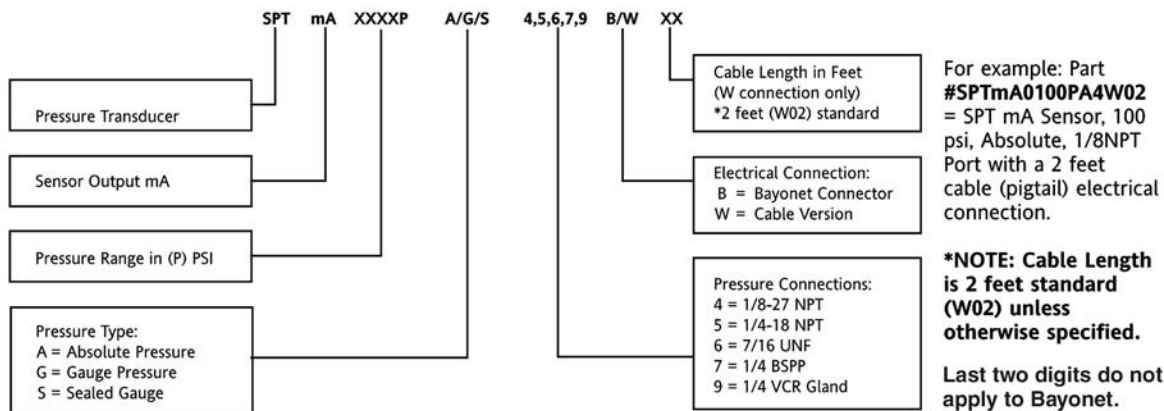 SPT mA XXXXP A/G/S 4,5,6,7,9 B/W XX
Pressure Transducer
Sensor Output mA
Pressure Range in (P) PSI
Pressure Type:
A = Absolute Pressure
G = Gauge Pressure
S = Sealed Gauge
Cable Length in Feet
(W connection only)
*2 feet (W02) standard
Electrical Connection:
B = Bayonet Connector
W = Cable Version
Pressure Connections:
4 = 1/8-27 NPT
5 = 1/4-18 NPT
6 = 7/16 UNF
7 = 1/4 BSPP
9 = 1/4 VCR Gland
For example: Part
#SPTmA0100PA4W02
= SPT mA Sensor, 100
psi, Absolute, 1/8NPT
Port with a 2 feet
cable (pigtail) electrical
connection.
*NOTE: Cable Length
is 2 feet standard
(W02) unless
otherwise specified.
Last two digits do not
apply to Bayonet.